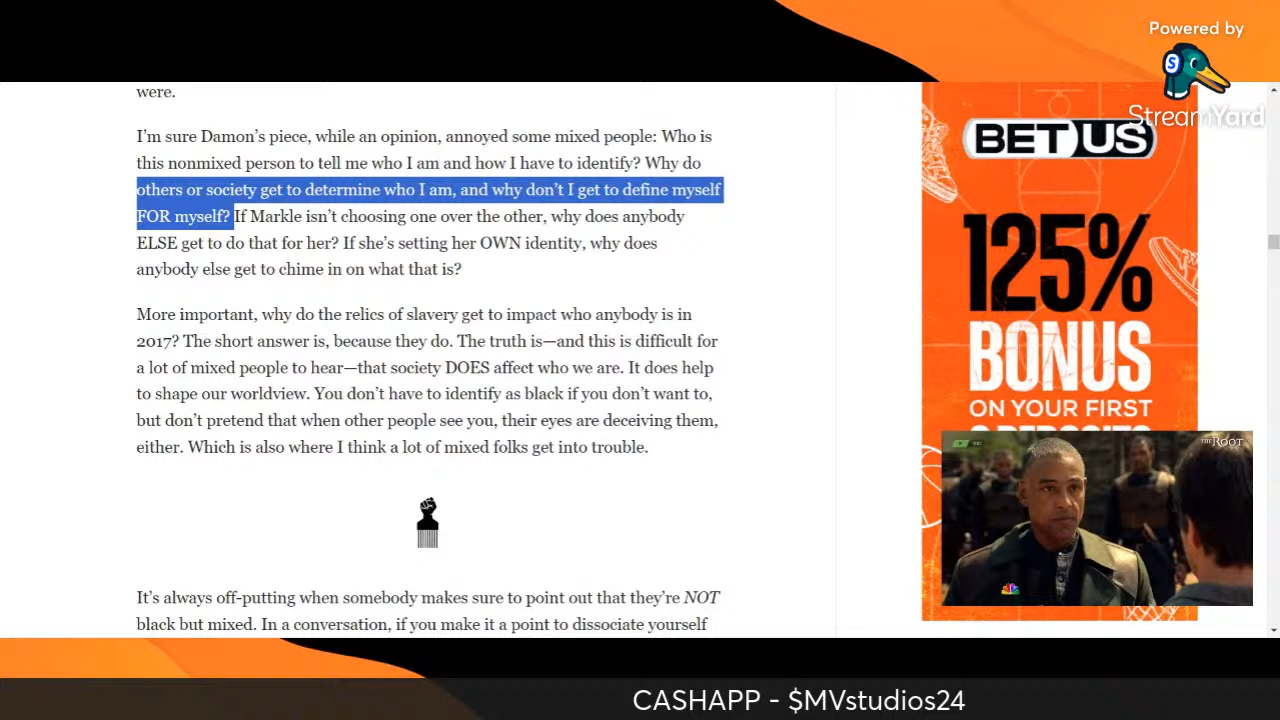 Powered by
StreamYard
were.
I'm sure Damon's piece, while an opinion, annoyed some mixed people: Who is
this nonmixed person to tell me who I am and how I have to identify? Why do
others or society get to determine who I am, and why don't I get to define myself
FOR myself? If Markle isn't choosing one over the other, why does anybody
ELSE get to do that for her? If she's setting her OWN identity, why does
anybody else get to chime in on what that is?
More important, why do the relics of slavery get to impact who anybody is in
2017? The short answer is, because they do. The truth is—and this is difficult for
a lot of mixed people to hear—that society DOES affect who we are. It does help
to shape our worldview. You don't have to identify as black if you don't want to,
but don't pretend that when other people see you, their eyes are deceiving them,
either. Which is also where I think a lot of mixed folks get into trouble.
It's always off-putting when somebody makes sure to point out that they're NOT
black but mixed. In a conversation, if you make it a point to dissociate yourself
BETUS
125%
BONUS
ON YOUR FIRST
THE ROOT
CASHAPP - $MVstudios24